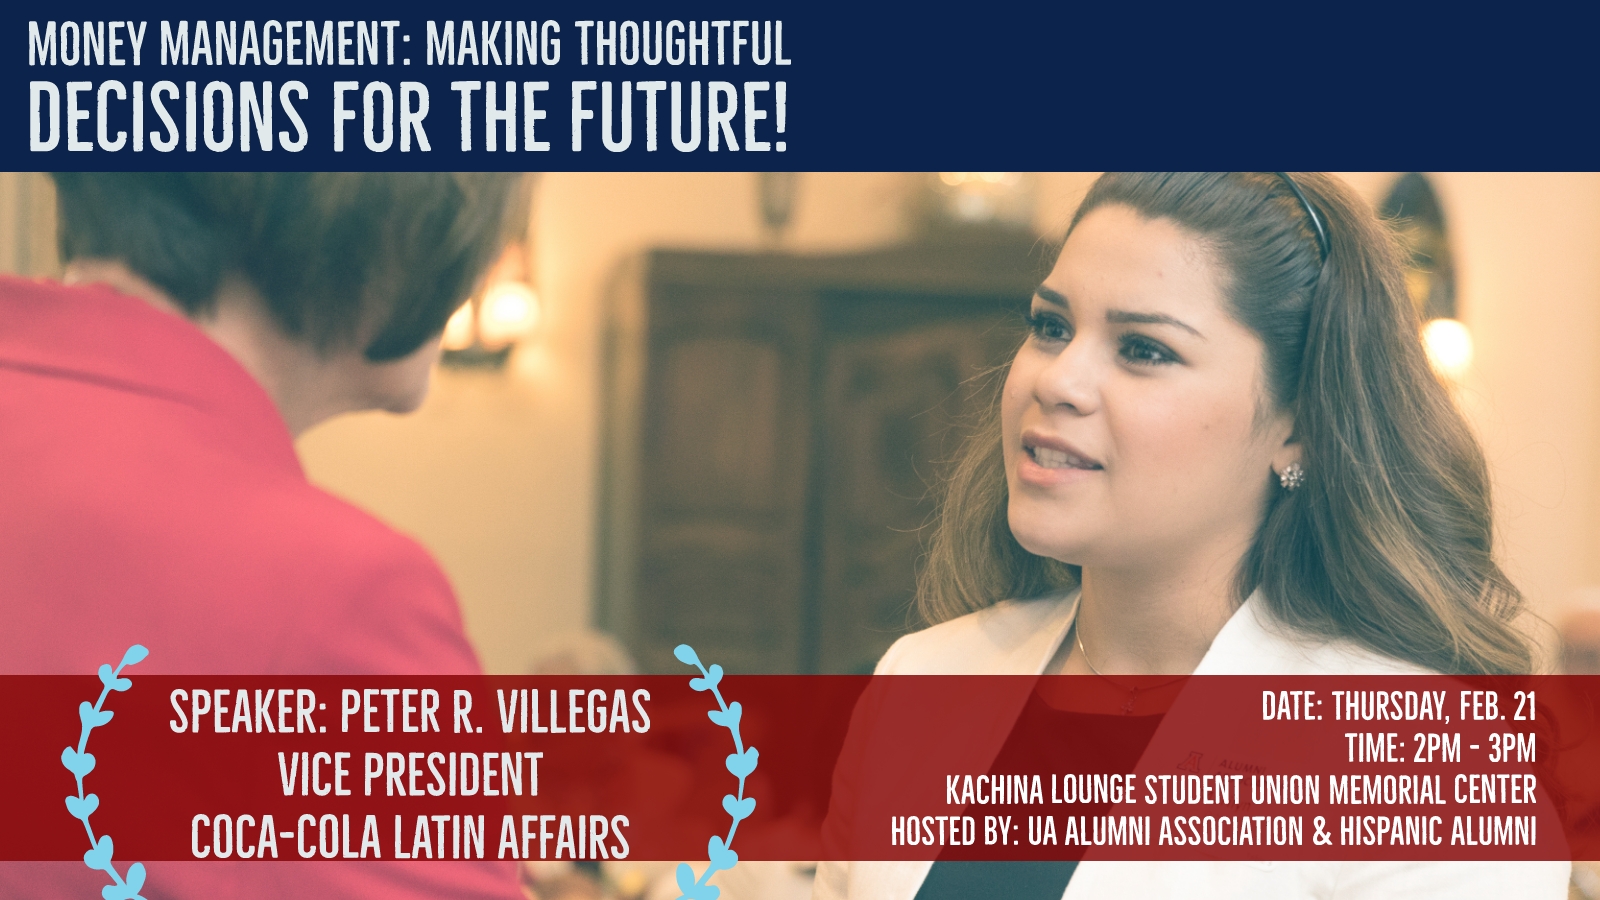 MONEY MANAGEMENT: MAKING THOUGHTFUL
DECISIONS FOR THE FUTURE!
SPEAKER: PETER R. VILLEGAS
VICE PRESIDENT
COCA-COLA LATIN AFFAIRS
DATE: THURSDAY, FEB. 21
TIME: 2PM - 3PM
KACHINA LOUNGE STUDENT UNION MEMORIAL CENTER
HOSTED BY: UA ALUMNI ASSOCIATION & HISPANIC ALUMNI
A ALUMNI